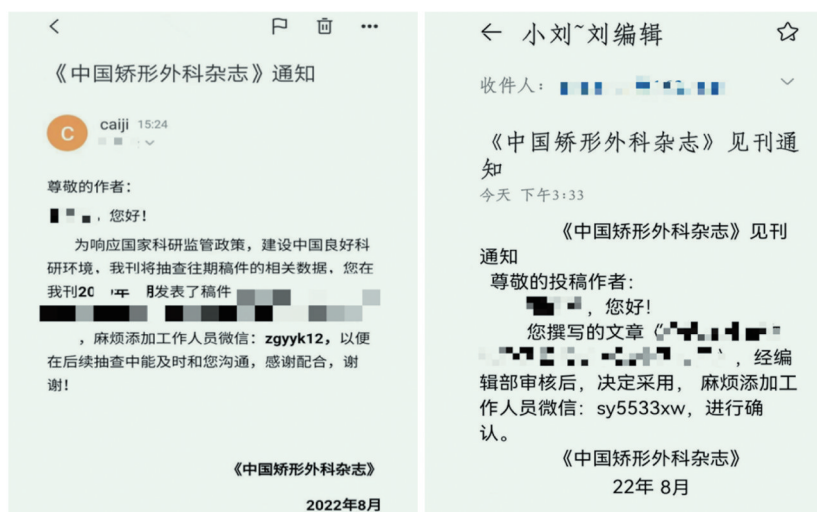 《中国矫形外科杂志》通知
C
caiji 15:24
尊敬的作者:
,您好!
为响应国家科研监管政策,建设中国良好科
研环境,我刊将抽查往期稿件的相关数据,您在
我刊20 年 月发表了稿件
,麻烦添加工作人员微信:zgyyk12,以便
在后续抽查中能及时和您沟通,感谢配合,谢
谢!
《中国矫形外科杂志》
2022年8月
小刘~刘编辑
收件人:
《中国矫形外科杂志》见刊通
知
今天 下午3:33
《中国矫形外科杂志》见刊
通知
尊敬的投稿作者:
,您好!
您撰写的文章《
》,经编
辑部审核后,决定采用, 麻烦添加工
作人员微信:sy5533xw,进行确
认。
《中国矫形外科杂志》
22年 8月